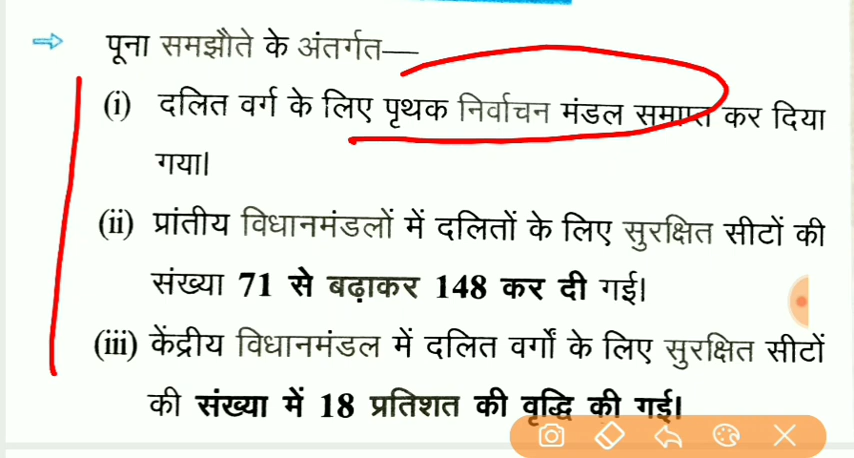 पूना समझौते के अंतर्गत—
(i) दलित वर्ग के लिए पृथक निर्वाचन मंडल समाप्त कर दिया
गया।
(ii) प्रांतीय विधानमंडलों में दलितों के लिए सुरक्षित सीटों की
संख्या 71 से बढ़ाकर 148 कर दी गई।
(iii) केंद्रीय विधानमंडल में दलित वर्गों के लिए सुरक्षित सीटों
की संख्या में 18 प्रतिशत की वृद्धि की गई।